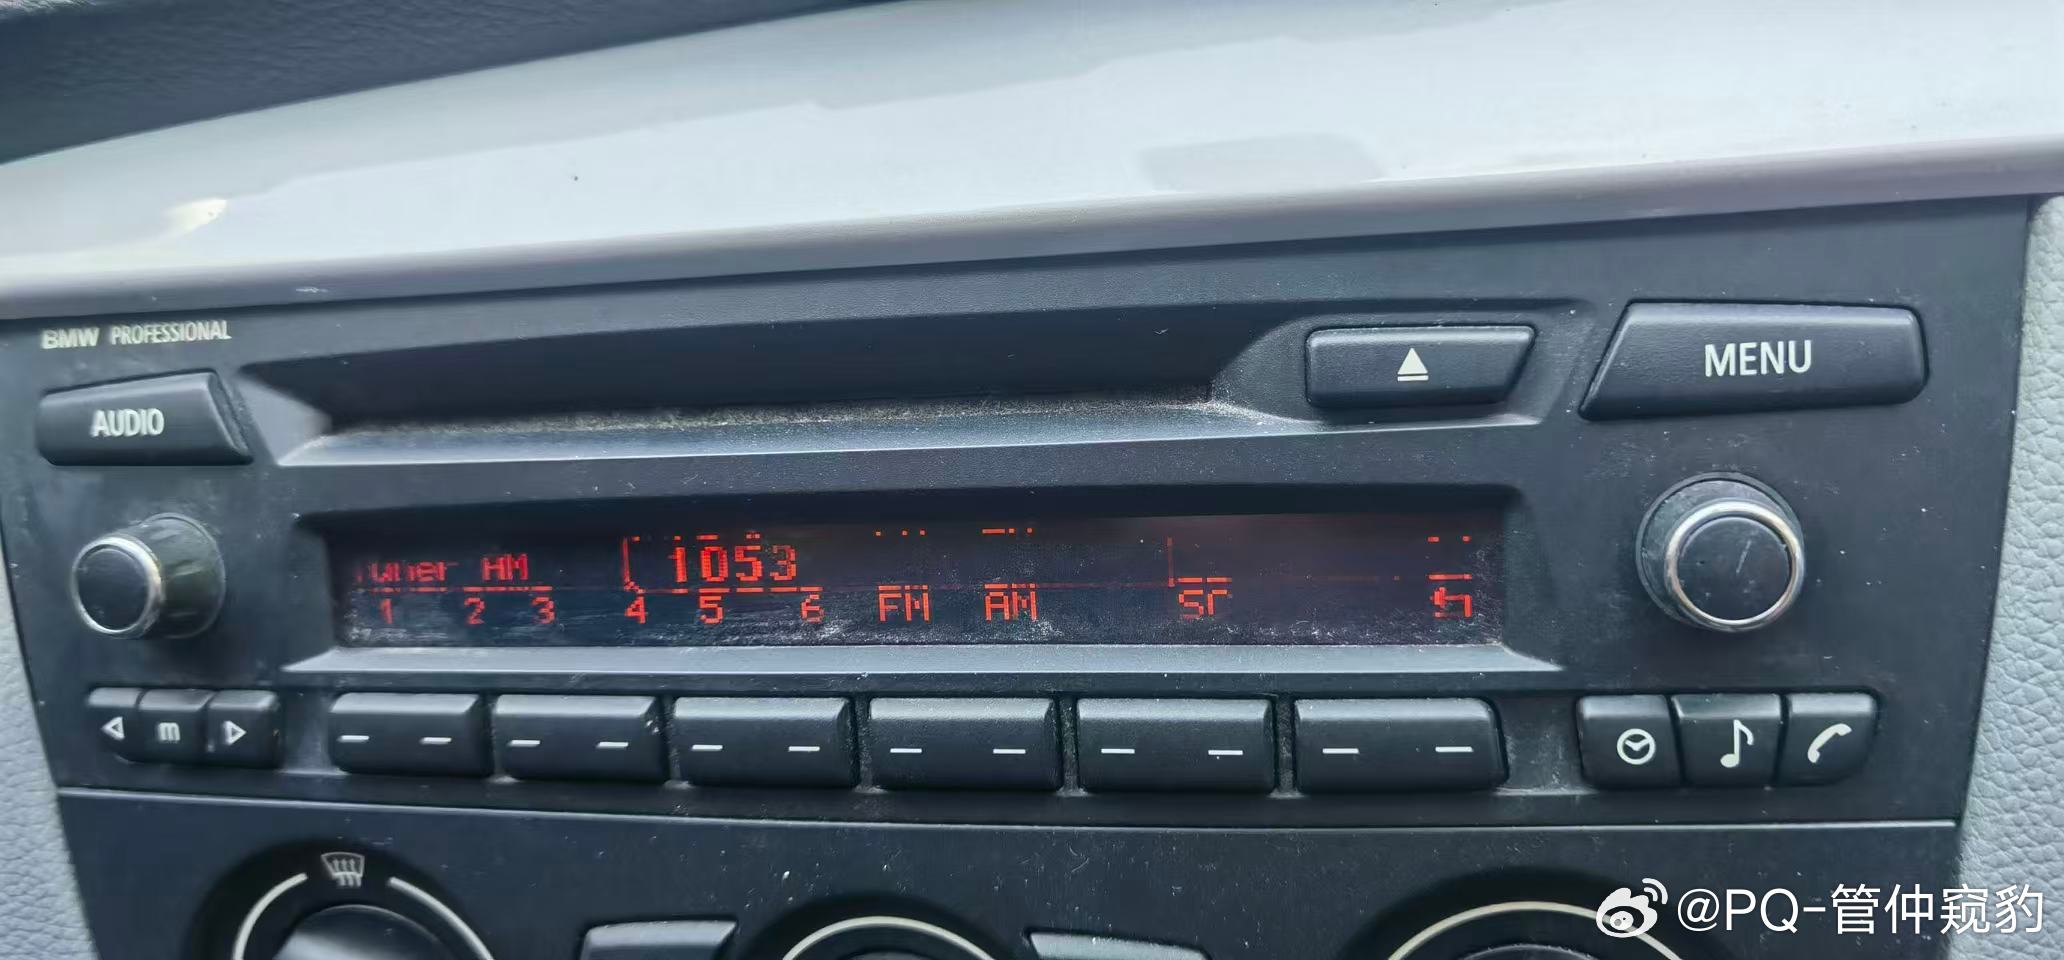 BMW PROFESSIONAL
MENU
AUDIO
Tuner AM 1053
1 2 3 4 5 6 FM AM SC
m
@PQ-管仲窥豹